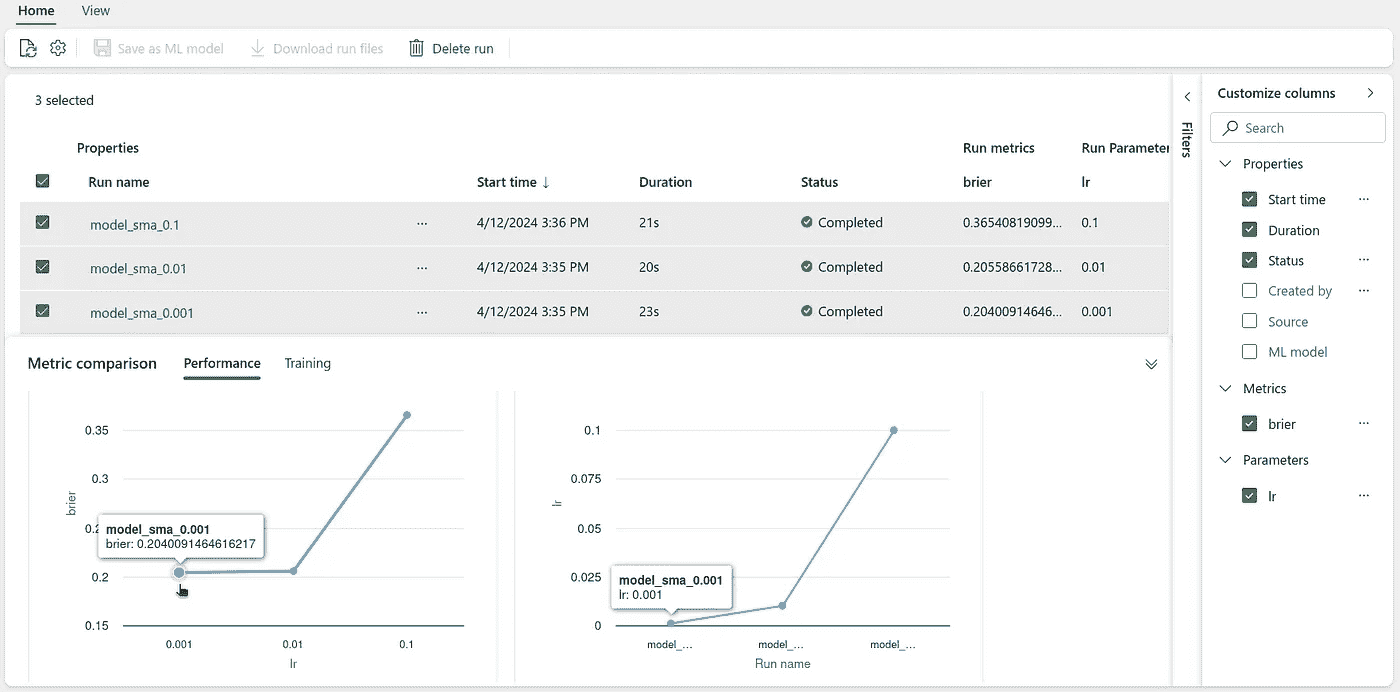 Home View
Save as ML model Download run files Delete run
3 selected
Properties Run metrics Run Parameter
Run name Start time ↓ Duration Status brier lr
model_sma_0.1 ... 4/12/2024 3:36 PM 21s Completed 0.36540819099... 0.1
model_sma_0.01 ... 4/12/2024 3:35 PM 20s Completed 0.20558661728... 0.01
model_sma_0.001 ... 4/12/2024 3:35 PM 23s Completed 0.20400914646... 0.001
Metric comparison Performance Training
brier
0.35
0.3
0.2
0.2
0.15
model_sma_0.001
brier: 0.2040091464616217
0.001 0.01 0.1
lr
lr
0.1
0.075
0.05
0.025
0
model_sma_0.001
lr: 0.001
model_... model_... model_...
Run name
Filters
Customize columns
Search
Properties
Start time ...
Duration
Status ...
Created by ...
Source
ML model
Metrics
brier ...
Parameters
lr ...